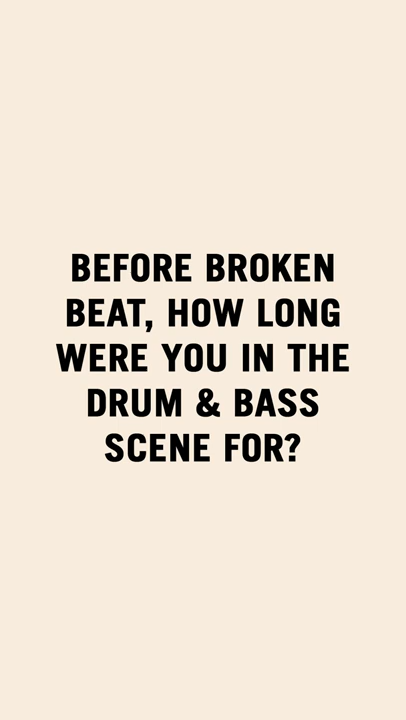 BEFORE BROKEN
BEAT, HOW LONG
WERE YOU IN THE
DRUM & BASS
SCENE FOR?